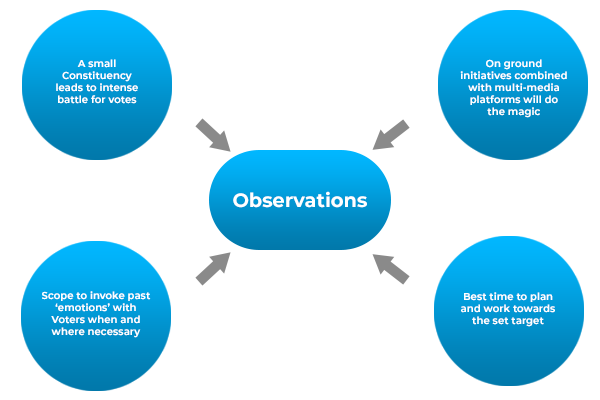 A small
Constituency
leads to intense
battle for votes
On ground
initiatives combined
with multi-media
platforms will do
the magic
Observations
Scope to invoke past
‘emotions’ with
Voters when and
where necessary
Best time to plan
and work towards
the set target